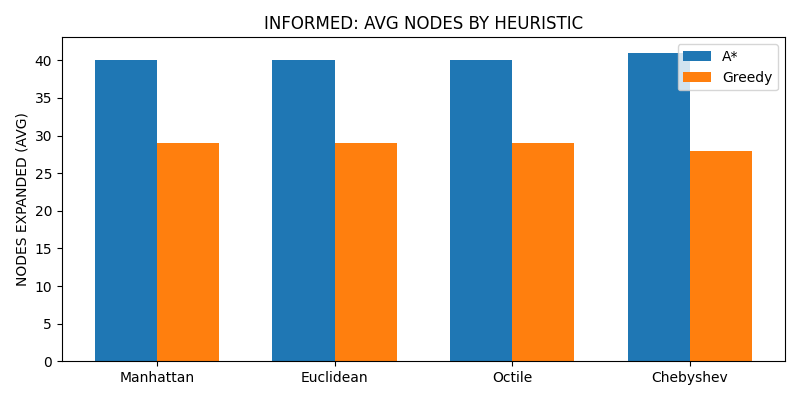 INFORMED: AVG NODES BY HEURISTIC
A*
Greedy
NODES EXPANDED (AVG)
40
35
30
25
20
15
10
5
0
Manhattan
Euclidean
Octile
Chebyshev